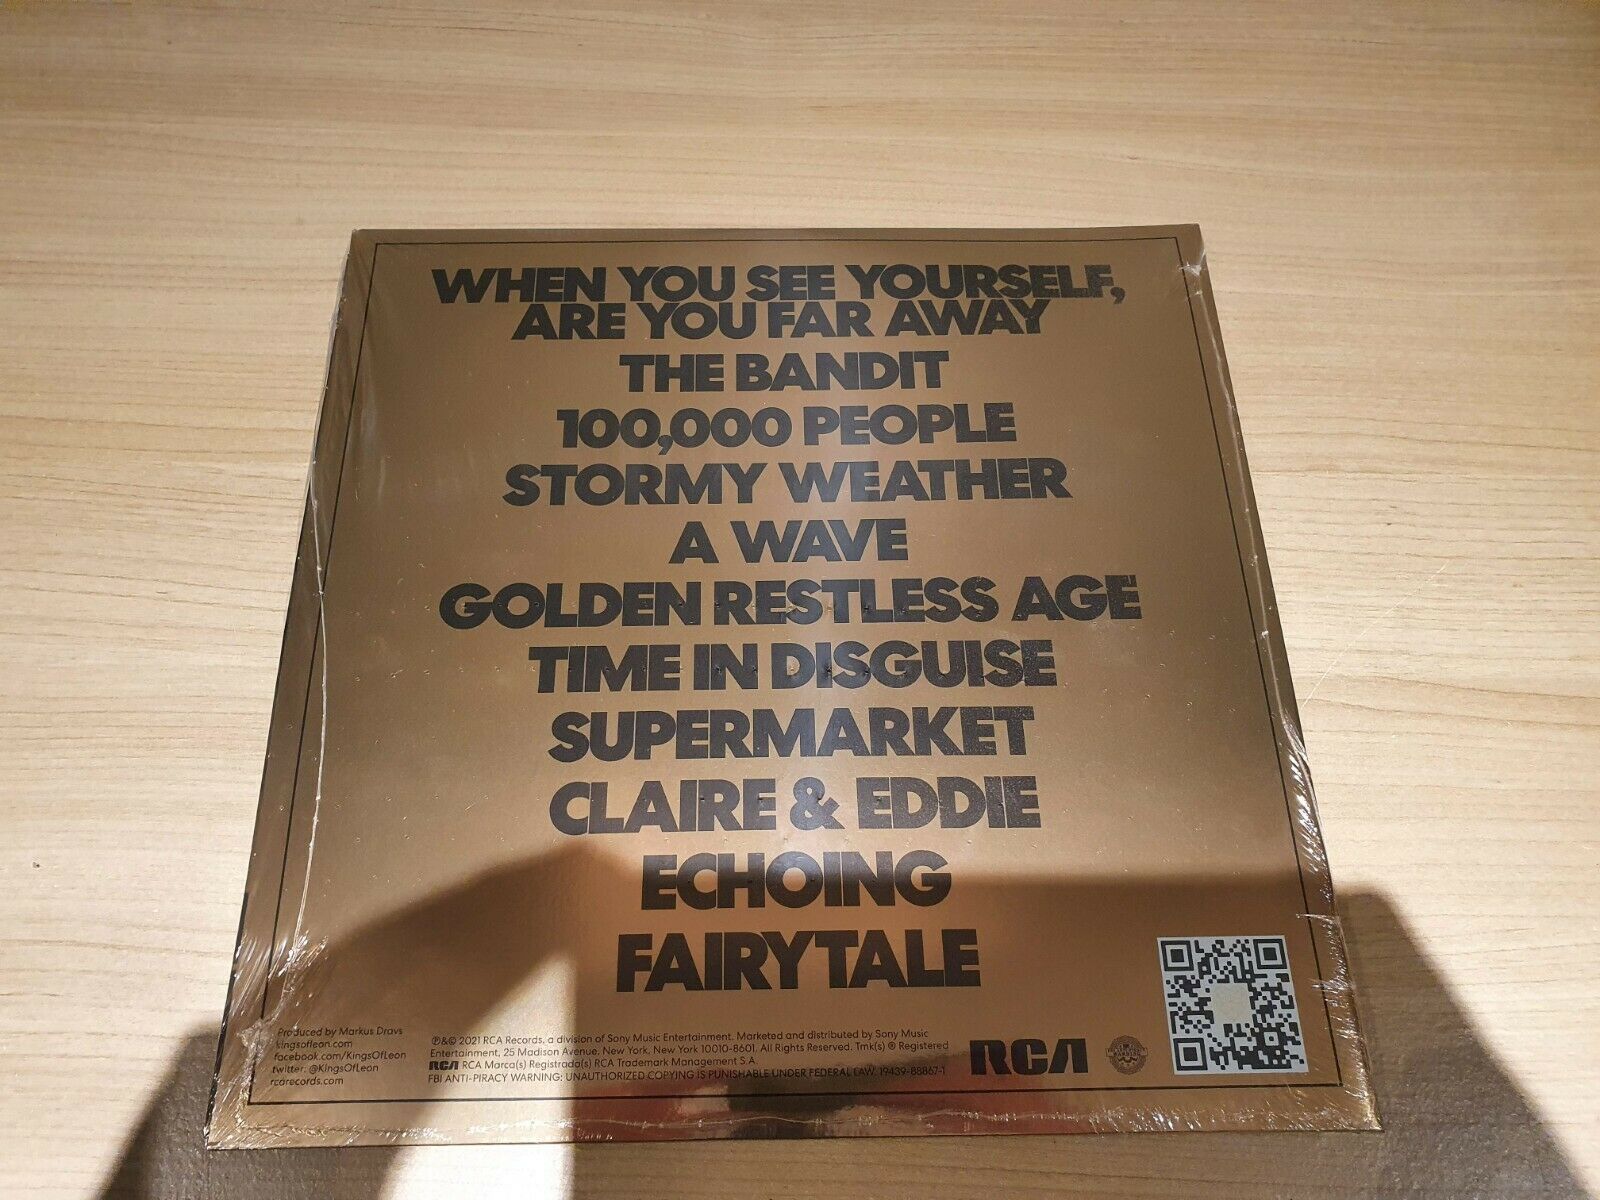 WHEN YOU SEE YOURSELF,
ARE YOU FAR AWAY
THE BANDIT
100,000 PEOPLE
STORMY WEATHER
A WAVE
GOLDEN RESTLESS AGE
TIME IN DISGUISE
SUPERMARKET
CLAIRE & EDDIE
ECHOING
FAIRYTALE
Produced by Markus Dravs
kingsofleon.com
facebook.com/KingsOfLeon
twitter: @KingsOfLeon
rcarecords.com
℗&© 2021 RCA Records, a division of Sony Music Entertainment. Marketed and distributed by Sony Music
Entertainment, 25 Madison Avenue, New York, New York 10010-8601. All Rights Reserved. Tmk(s) ® Registered
RCA RCA Marca(s) Registrada(s) RCA Trademark Management S.A.
FBI ANTI-PIRACY WARNING: UNAUTHORIZED COPYING IS PUNISHABLE UNDER FEDERAL LAW. 19439-88867-1
RCA